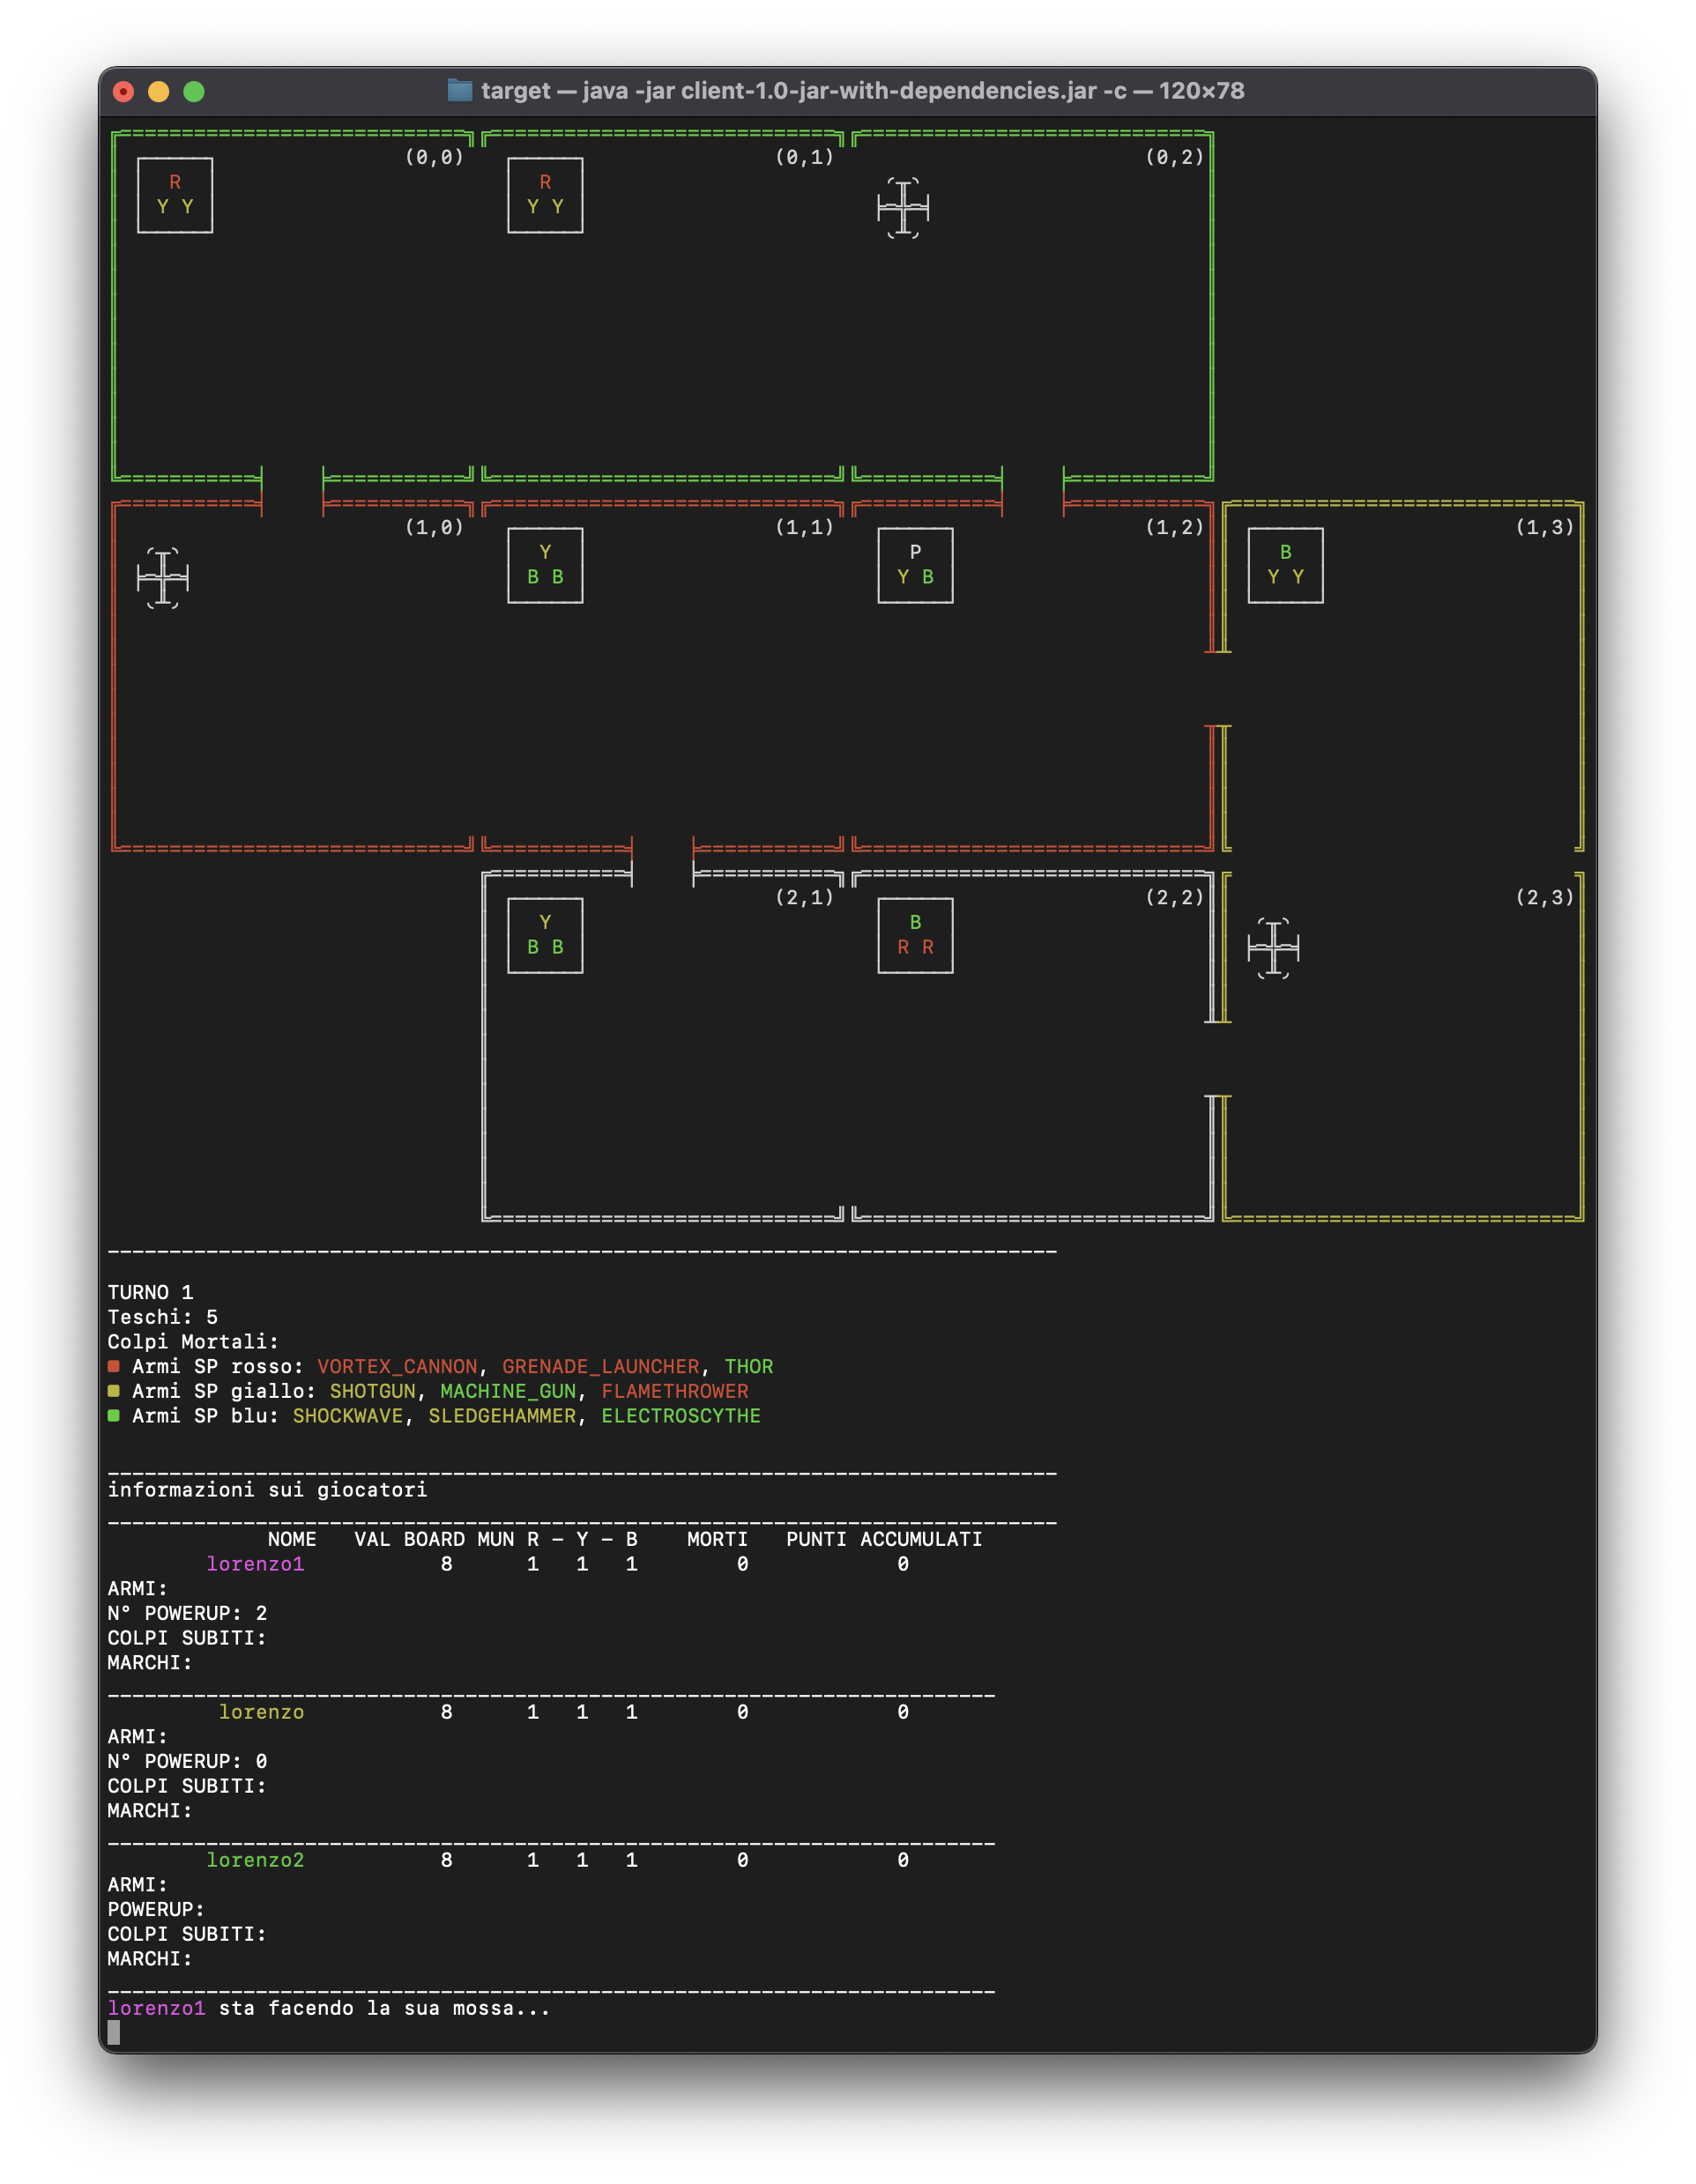 target — java -jar client-1.0-jar-with-dependencies.jar -c — 120×78
(0,0) (0,1) (0,2)
R R
Y Y Y Y
(1,0) (1,1) (1,2) (1,3)
Y P B
B B Y B Y Y
(2,1) (2,2) (2,3)
Y B
B B R R
TURNO 1
Teschi: 5
Colpi Mortali:
Armi SP rosso: VORTEX_CANNON, GRENADE_LAUNCHER, THOR
Armi SP giallo: SHOTGUN, MACHINE_GUN, FLAMETHROWER
Armi SP blu: SHOCKWAVE, SLEDGEHAMMER, ELECTROSCYTHE
informazioni sui giocatori
NOME VAL BOARD MUN R – Y – B MORTI PUNTI ACCUMULATI
lorenzo1 8 1 1 1 0 0
ARMI:
N° POWERUP: 2
COLPI SUBITI:
MARCHI:
lorenzo 8 1 1 1 0 0
ARMI:
N° POWERUP: 0
COLPI SUBITI:
MARCHI:
lorenzo2 8 1 1 1 0 0
ARMI:
POWERUP:
COLPI SUBITI:
MARCHI:
lorenzo1 sta facendo la sua mossa...